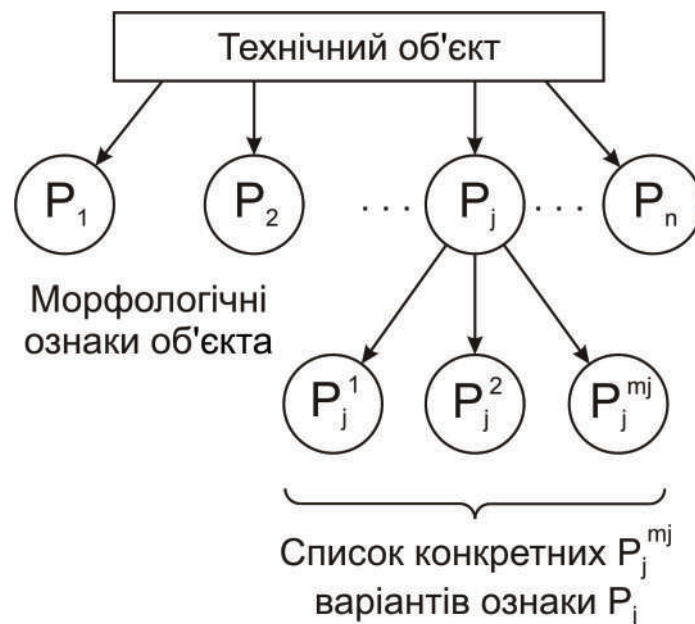 Технічний об'єкт
P₁ P₂ . . . Pⱼ . . . Pₙ
Морфологічні
ознаки об'єкта
Pⱼ¹ Pⱼ² Pⱼᵐʲ
Список конкретних Pⱼᵐʲ
варіантів ознаки Pⱼ